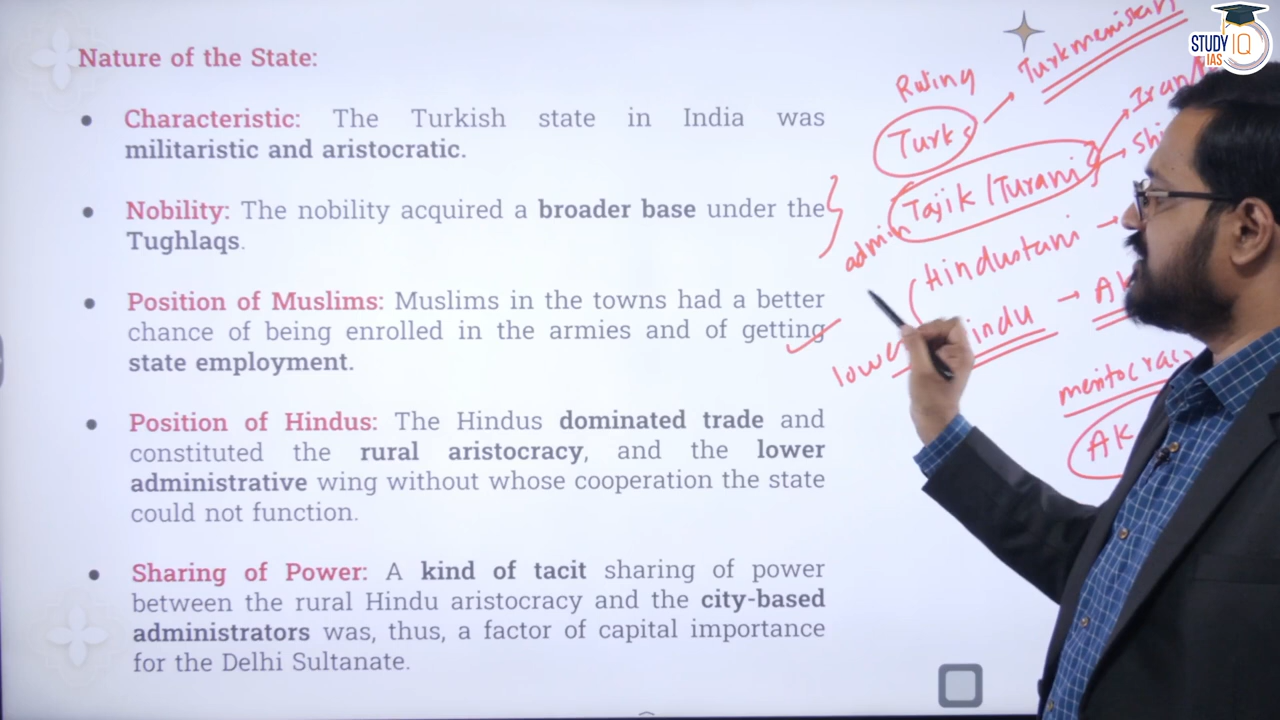 STUDY IQ
IAS
Nature of the State:
● Characteristic: The Turkish state in India was
militaristic and aristocratic.
● Nobility: The nobility acquired a broader base under the
Tughlaqs.
● Position of Muslims: Muslims in the towns had a better
chance of being enrolled in the armies and of getting
state employment.
● Position of Hindus: The Hindus dominated trade and
constituted the rural aristocracy, and the lower
administrative wing without whose cooperation the state
could not function.
● Sharing of Power: A kind of tacit sharing of power
between the rural Hindu aristocracy and the city-based
administrators was, thus, a factor of capital importance
for the Delhi Sultanate.
Ruling
Turks
Turkmenistan
Tajik/Turani
Iran/
Shi
admin
Hindustani
lowe
indu
Ak
meritocracy
Ak